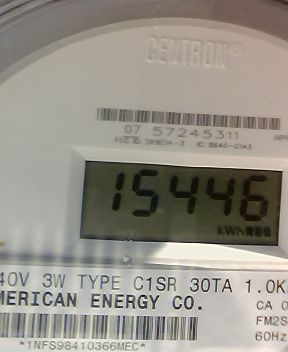 CENTRON®
07 57245311
15446
kWh
40V 3W TYPE C1SR 30TA 1.0K
MERICAN ENERGY CO.
CA 0
FM2S
60Hz
*1NFS98410366MEC*